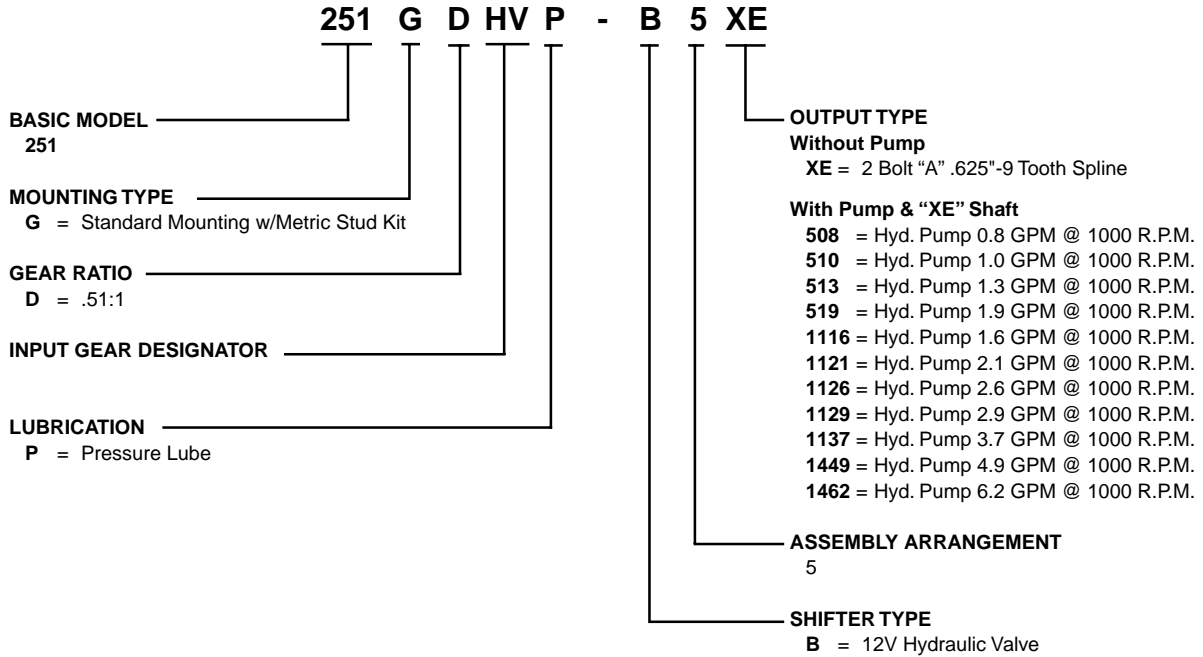 251 G D HV P - B 5 XE
BASIC MODEL
251
MOUNTING TYPE
G = Standard Mounting w/Metric Stud Kit
GEAR RATIO
D = .51:1
INPUT GEAR DESIGNATOR
LUBRICATION
P = Pressure Lube
OUTPUT TYPE
Without Pump
XE = 2 Bolt “A” .625"-9 Tooth Spline
With Pump & “XE” Shaft
508 = Hyd. Pump 0.8 GPM @ 1000 R.P.M.
510 = Hyd. Pump 1.0 GPM @ 1000 R.P.M.
513 = Hyd. Pump 1.3 GPM @ 1000 R.P.M.
519 = Hyd. Pump 1.9 GPM @ 1000 R.P.M.
1116 = Hyd. Pump 1.6 GPM @ 1000 R.P.M.
1121 = Hyd. Pump 2.1 GPM @ 1000 R.P.M.
1126 = Hyd. Pump 2.6 GPM @ 1000 R.P.M.
1129 = Hyd. Pump 2.9 GPM @ 1000 R.P.M.
1137 = Hyd. Pump 3.7 GPM @ 1000 R.P.M.
1449 = Hyd. Pump 4.9 GPM @ 1000 R.P.M.
1462 = Hyd. Pump 6.2 GPM @ 1000 R.P.M.
ASSEMBLY ARRANGEMENT
5
SHIFTER TYPE
B = 12V Hydraulic Valve